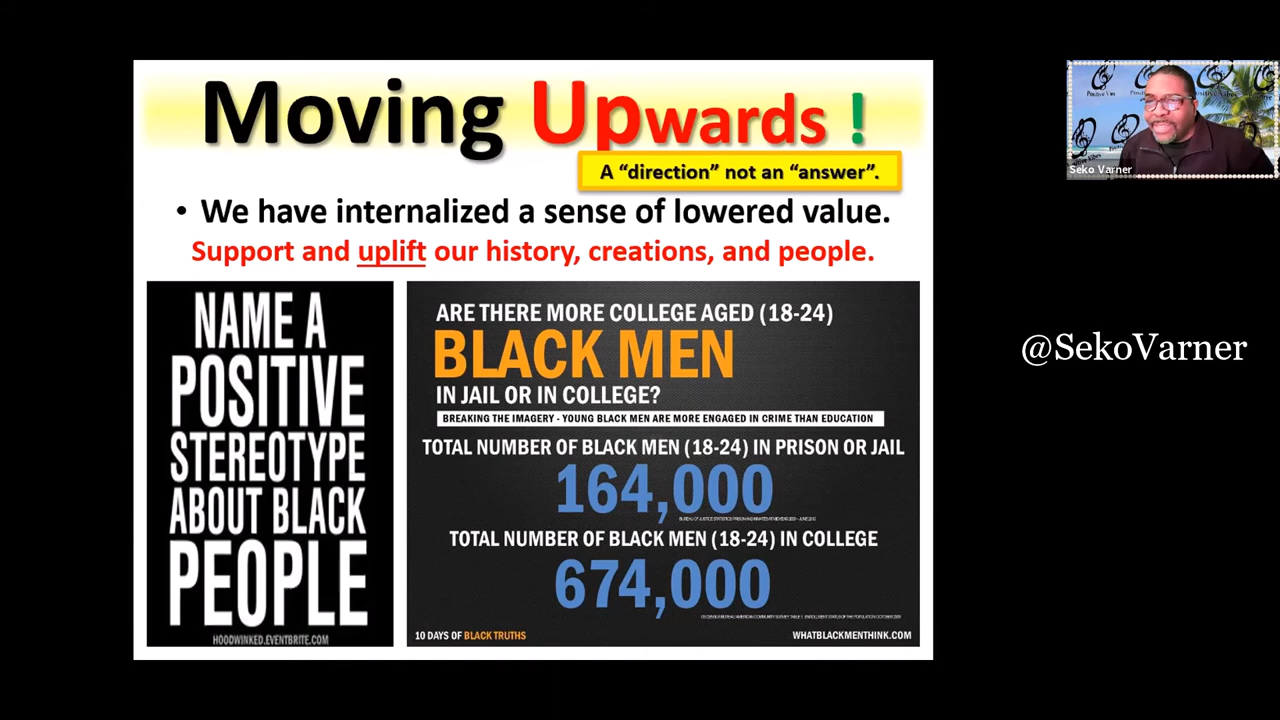 Moving Upwards !
A “direction” not an “answer”.
• We have internalized a sense of lowered value.
Support and uplift our history, creations, and people.
NAME A
POSITIVE
STEREOTYPE
ABOUT BLACK
PEOPLE
HOODWINKED.EVENTBRITE.COM
ARE THERE MORE COLLEGE AGED (18-24)
BLACK MEN
IN JAIL OR IN COLLEGE?
BREAKING THE IMAGERY - YOUNG BLACK MEN ARE MORE ENGAGED IN CRIME THAN EDUCATION
TOTAL NUMBER OF BLACK MEN (18-24) IN PRISON OR JAIL
164,000
TOTAL NUMBER OF BLACK MEN (18-24) IN COLLEGE
674,000
10 DAYS OF BLACK TRUTHS
WHATBLACKMENTHINK.COM
Seko Varner
@SekoVarner